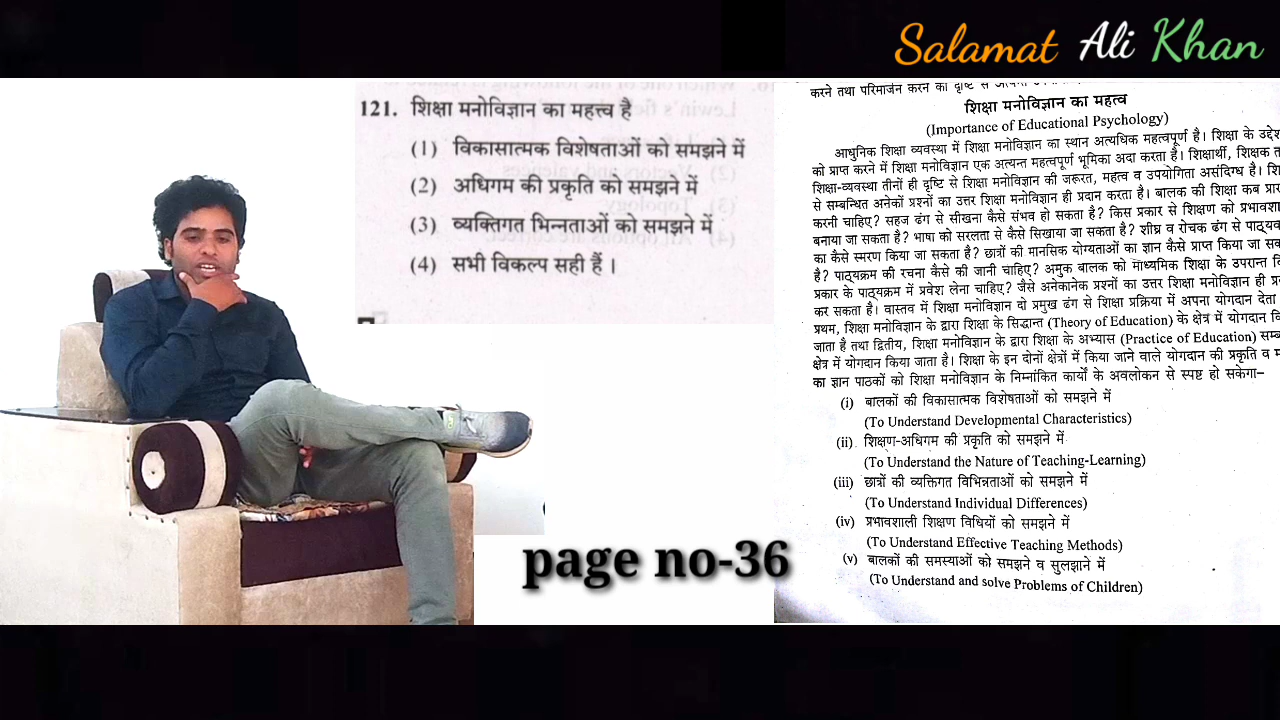 Salamat Ali Khan
121. शिक्षा मनोविज्ञान का महत्त्व है
(1) विकासात्मक विशेषताओं को समझने में
(2) अधिगम की प्रकृति को समझने में
(3) व्यक्तिगत भिन्नताओं को समझने में
(4) सभी विकल्प सही हैं ।
page no-36
करने तथा परिमार्जन करने की दृष्टि से
शिक्षा मनोविज्ञान का महत्व
(Importance of Educational Psychology)
आधुनिक शिक्षा व्यवस्था में शिक्षा मनोविज्ञान का स्थान अत्यधिक महत्वपूर्ण है। शिक्षा के
को प्राप्त करने में शिक्षा मनोविज्ञान एक अत्यन्त महत्वपूर्ण भूमिका अदा करता है। शिक्षार्थी, शिक्षक
शिक्षा-व्यवस्था तीनों ही दृष्टि से शिक्षा मनोविज्ञान की जरूरत, महत्व व उपयोगिता असंदिग्ध है।
से सम्बन्धित अनेकों प्रश्नों का उत्तर शिक्षा मनोविज्ञान ही प्रदान करता है। बालक की शिक्षा कब
करनी चाहिए? सहज ढंग से सीखना कैसे संभव हो सकता है? किस प्रकार से शिक्षण को
बनाया जा सकता है? भाषा को सरलता से कैसे सिखाया जा सकता है? शीघ्र व रोचक ढंग से
का कैसे स्मरण किया जा सकता है? छात्रों की मानसिक योग्यताओं का ज्ञान कैसे प्राप्त किया जा
है? पाठ्यक्रम की रचना कैसे की जानी चाहिए? अमुक बालक को माध्यमिक शिक्षा के उपरान्त
प्रकार के पाठ्यक्रम में प्रवेश लेना चाहिए? जैसे अनेकानेक प्रश्नों का उत्तर शिक्षा मनोविज्ञान ही
कर सकता है। वास्तव में शिक्षा मनोविज्ञान दो प्रमुख ढंग से शिक्षा प्रक्रिया में अपना योगदान देता
प्रथम, शिक्षा मनोविज्ञान के द्वारा शिक्षा के सिद्धान्त (Theory of Education) के क्षेत्र में योगदान
जाता है तथा द्वितीय, शिक्षा मनोविज्ञान के द्वारा शिक्षा के अभ्यास (Practice of Education)
क्षेत्र में योगदान किया जाता है। शिक्षा के इन दोनों क्षेत्रों में किया जाने वाले योगदान की प्रकृति व
का ज्ञान पाठकों को शिक्षा मनोविज्ञान के निम्नांकित कार्यों के अवलोकन से स्पष्ट हो सकेगा–
(i) बालकों की विकासात्मक विशेषताओं को समझने में
(To Understand Developmental Characteristics)
(ii) शिक्षण-अधिगम की प्रकृति को समझने में
(To Understand the Nature of Teaching-Learning)
(iii) छात्रों की व्यक्तिगत विभिन्नताओं को समझने में
(To Understand Individual Differences)
(iv) प्रभावशाली शिक्षण विधियों को समझने में
(To Understand Effective Teaching Methods)
(v) बालकों की समस्याओं को समझने व सुलझाने में
(To Understand and solve Problems of Children)